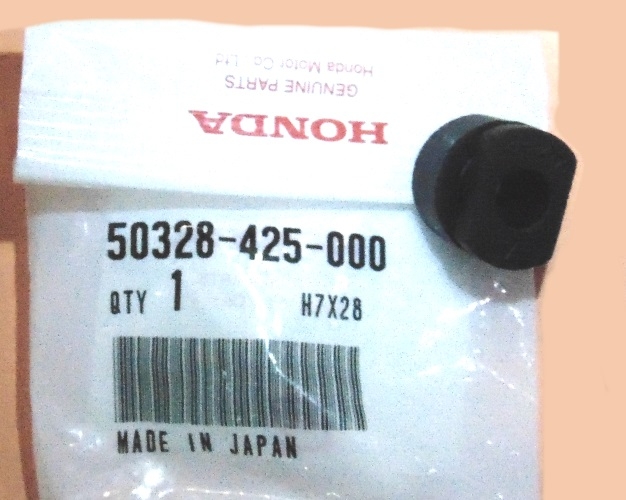 Honda Motor Co., Ltd.
GENUINE PARTS
HONDA
50328-425-000
QTY 1 H7X28
MADE IN JAPAN